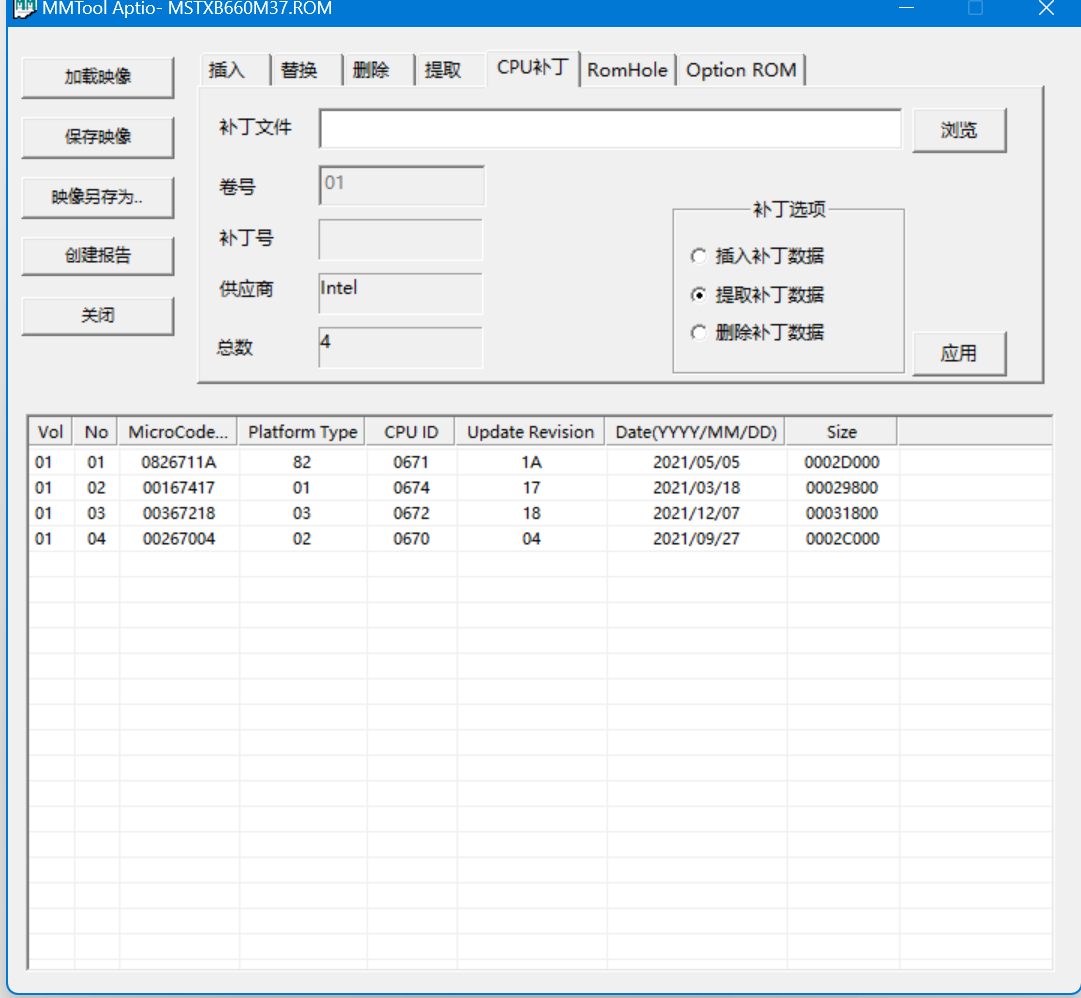 MMTool Aptio- MSTXB660M37.ROM
加载映像
保存映像
映像另存为..
创建报告
关闭
插入 替换 删除 提取 CPU补丁 RomHole Option ROM
补丁文件 浏览
卷号 01
补丁号
供应商 Intel
总数 4
补丁选项
插入补丁数据
提取补丁数据
删除补丁数据
应用
Vol No MicroCode... Platform Type CPU ID Update Revision Date(YYYY/MM/DD) Size
01 01 0826711A 82 0671 1A 2021/05/05 0002D000
01 02 00167417 01 0674 17 2021/03/18 00029800
01 03 00367218 03 0672 18 2021/12/07 00031800
01 04 00267004 02 0670 04 2021/09/27 0002C000